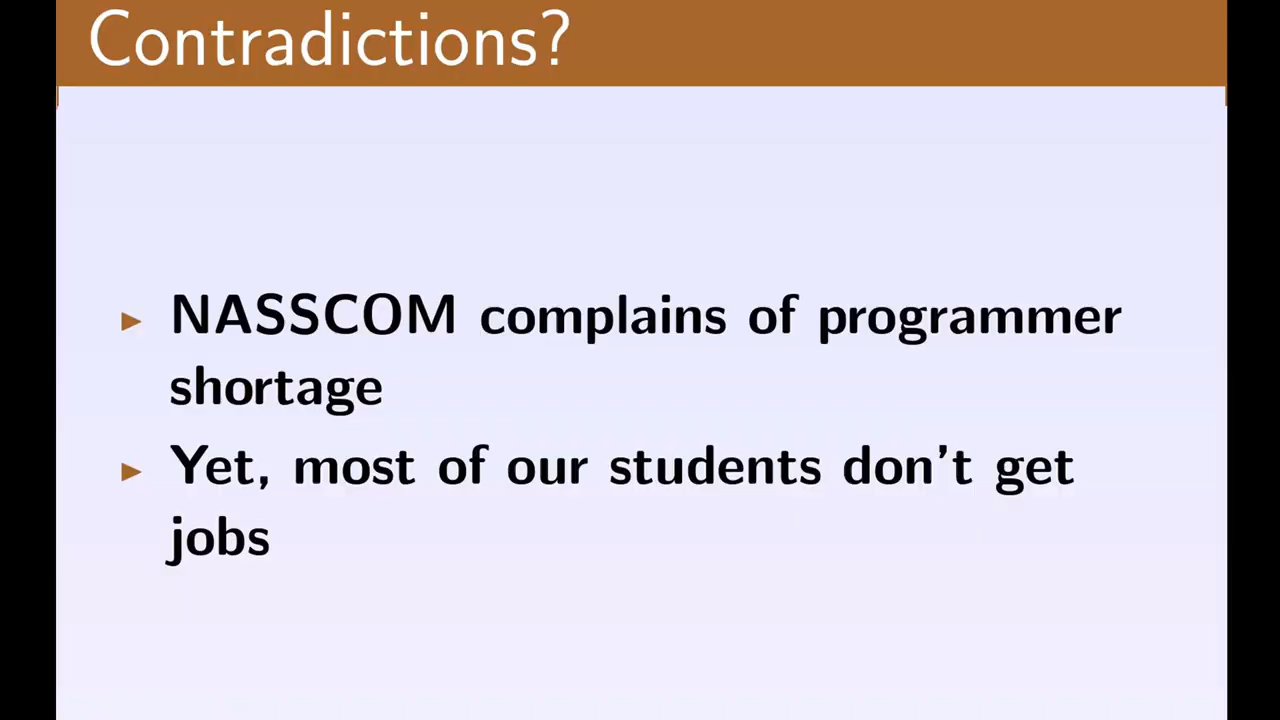 Contradictions?
NASSCOM complains of programmer
shortage
Yet, most of our students don't get
jobs